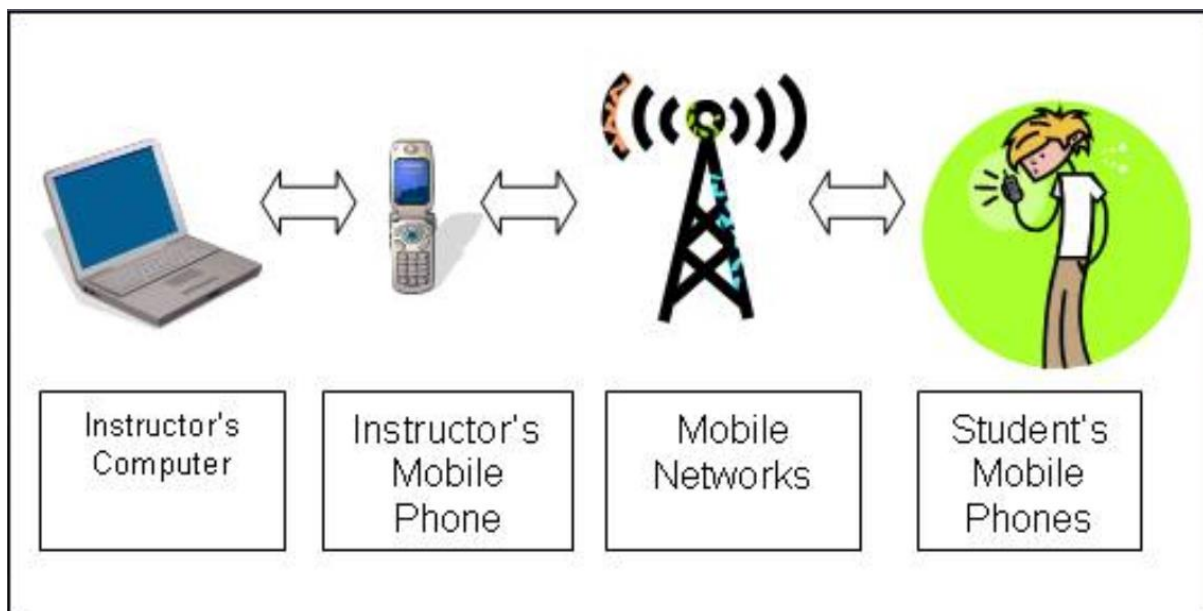 Instructor's
Computer
Instructor's
Mobile
Phone
Mobile
Networks
Student's
Mobile
Phones